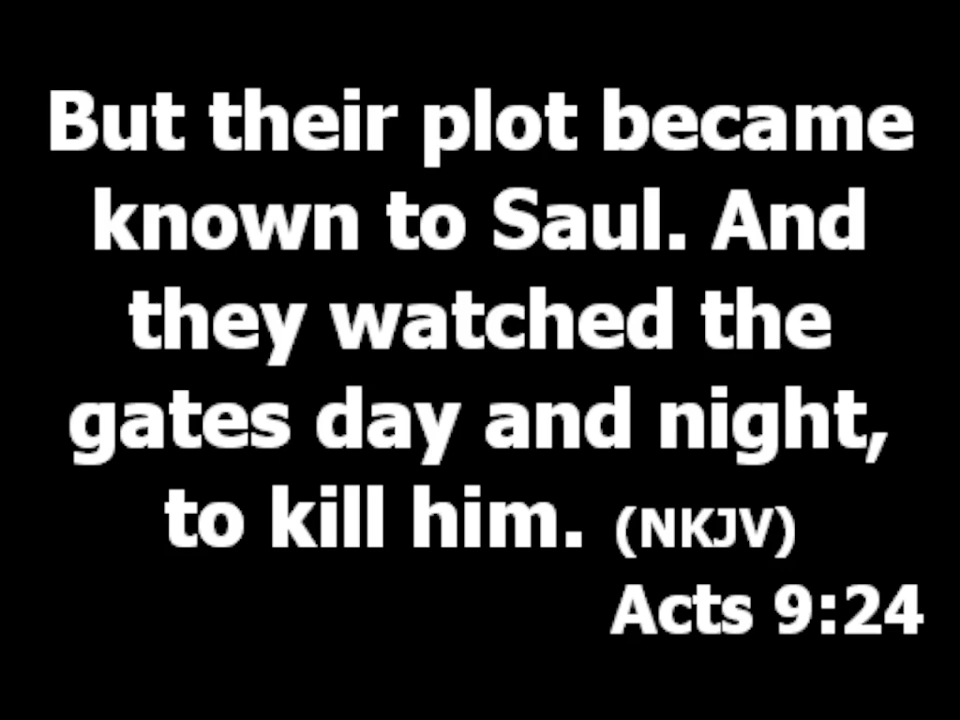 But their plot became
known to Saul. And
they watched the
gates day and night,
to kill him. (NKJV)
Acts 9:24